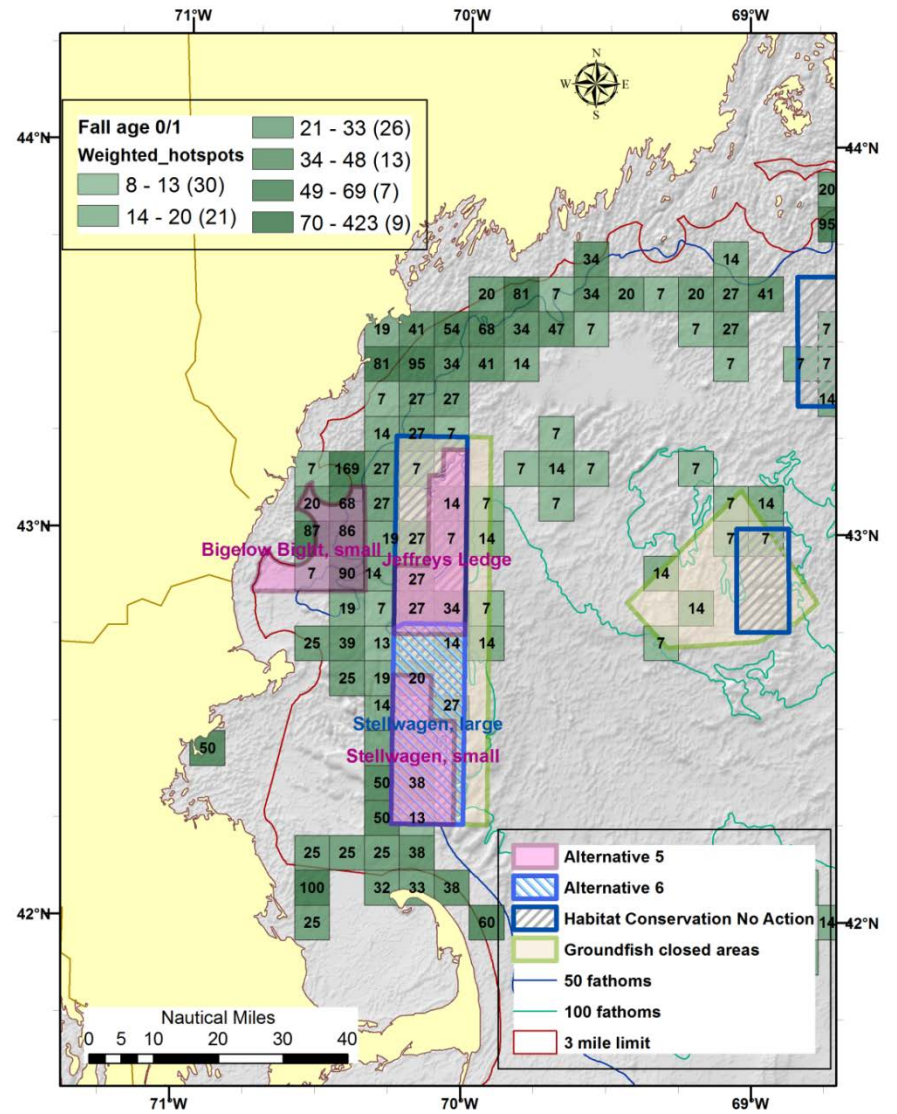 71°W 70°W 69°W
N
W E
S
44°N 44°N
Fall age 0/1
Weighted_hotspots
8 - 13 (30)
14 - 20 (21)
21 - 33 (26)
34 - 48 (13)
49 - 69 (7)
70 - 423 (9)
20
95
34 14
20 81 7 34 20 7 20 27 41
19 41 54 68 34 47 7 7 27 7
81 95 34 41 14 7 7 7
7 27 27 14
14 27 7 7
7 169 27 7 7 14 7 7
20 68 27 14 7 7 7 14
43°N 43°N
87 86 19 27 7 14 7 7
Bigelow Bight, small Jeffreys Ledge
7 90 14 27 14
19 7 27 34 7 14
25 39 13 14 14 7
25 19 20
14 27
Stellwagen, large
50
Stellwagen, small
50 38
50 13
25 25 25 38
100 32 33 38
42°N 42°N
25 60 14
Alternative 5
Alternative 6
Habitat Conservation No Action
Groundfish closed areas
50 fathoms
100 fathoms
3 mile limit
Nautical Miles
0 5 10 20 30 40
71°W 70°W 69°W